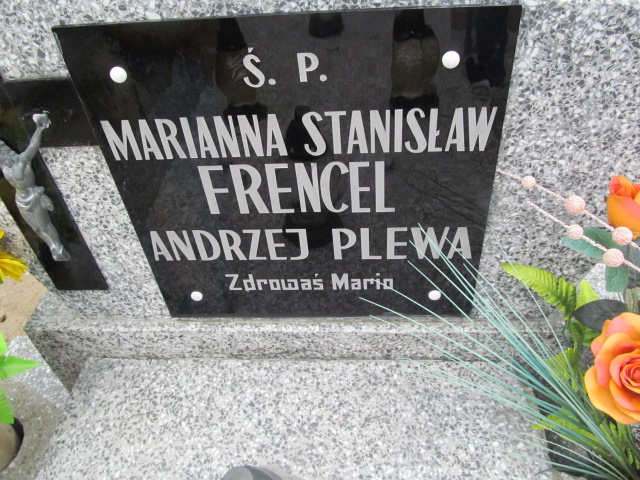 Ś. P.
MARIANNA STANISŁAW
FRENCEL
ANDRZEJ PLEWA
Zdrowaś Mario